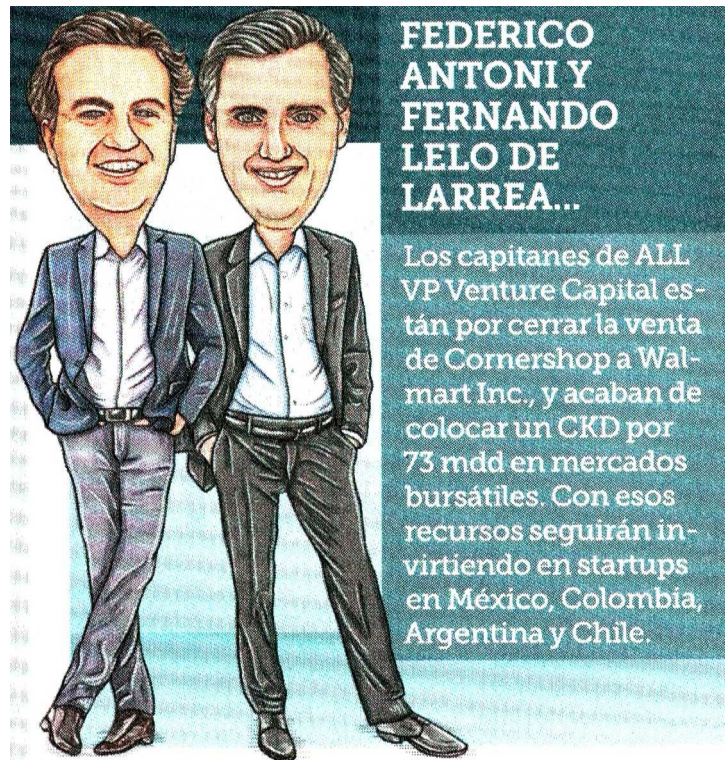 FEDERICO
ANTONI Y
FERNANDO
LELO DE
LARREA...
Los capitanes de ALL
VP Venture Capital es-
tán por cerrar la venta
de Cornershop a Wal-
mart Inc., y acaban de
colocar un CKD por
73 mdd en mercados
bursátiles. Con esos
recursos seguirán in-
virtiendo en startups
en México, Colombia,
Argentina y Chile.